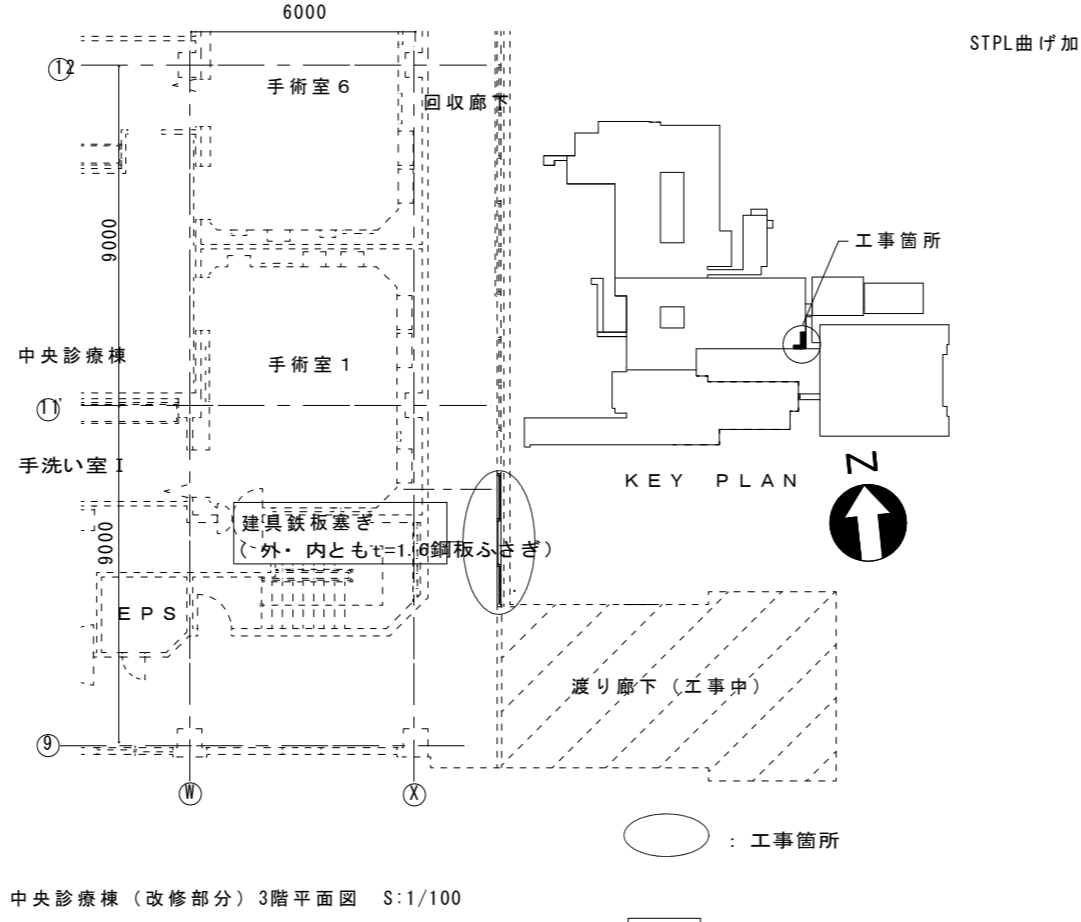 6000
STPL曲げ加
12
手術室6
回収廊下
9000
工事箇所
中央診療棟
手術室1
11'
手洗い室I
KEY PLAN
N
建具鉄板塞ぎ
(外・内ともt=1.6鋼板ふさぎ)
9000
EPS
渡り廊下(工事中)
9
W
X
: 工事箇所
中央診療棟(改修部分)3階平面図 S:1/100